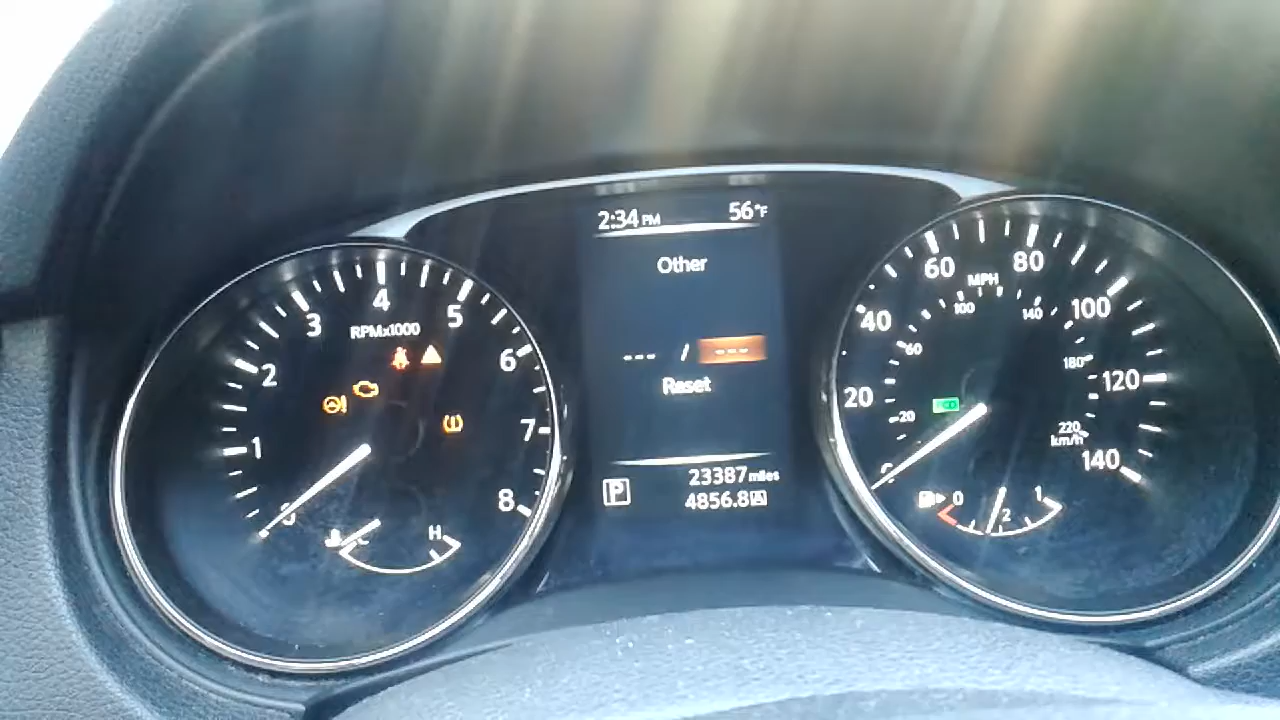 2:34 PM 56°F
Other
--- / ---
Reset
23387 miles
P
4856.8 A
RPMx1000
0
1
2
3
4
5
6
7
8
C H
MPH
20
40
60
80
100
120
140
20
60
100
140
180
220
km/h
0 1/2 1